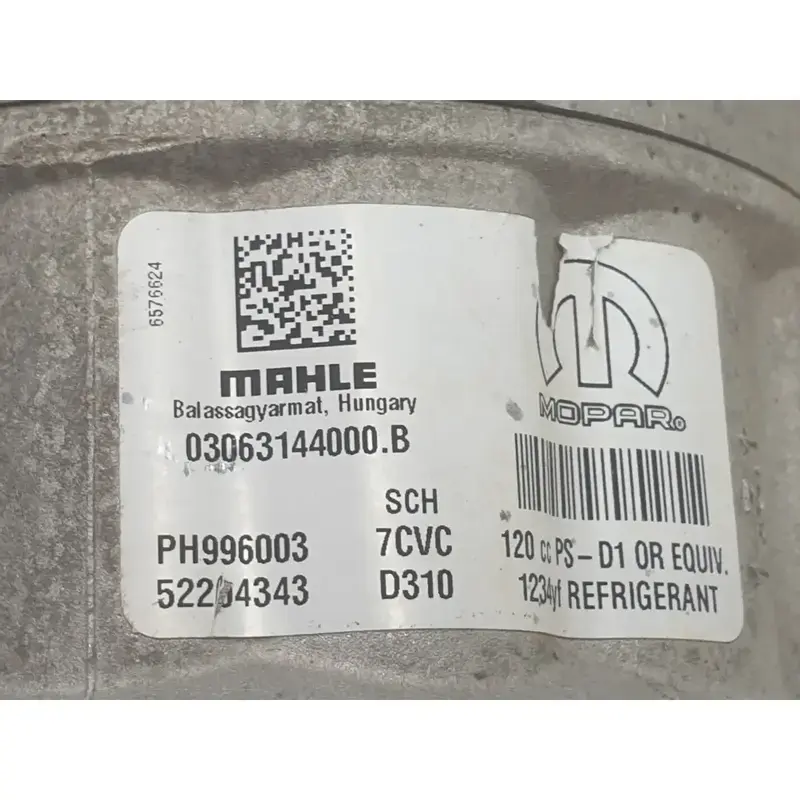 6576624
MAHLE
Balassagyarmat, Hungary
03063144000.B
SCH
PH996003 7CVC
D310
MOPAR®
120 cc PS-D1 OR EQUIV.
1234yf REFRIGERANT